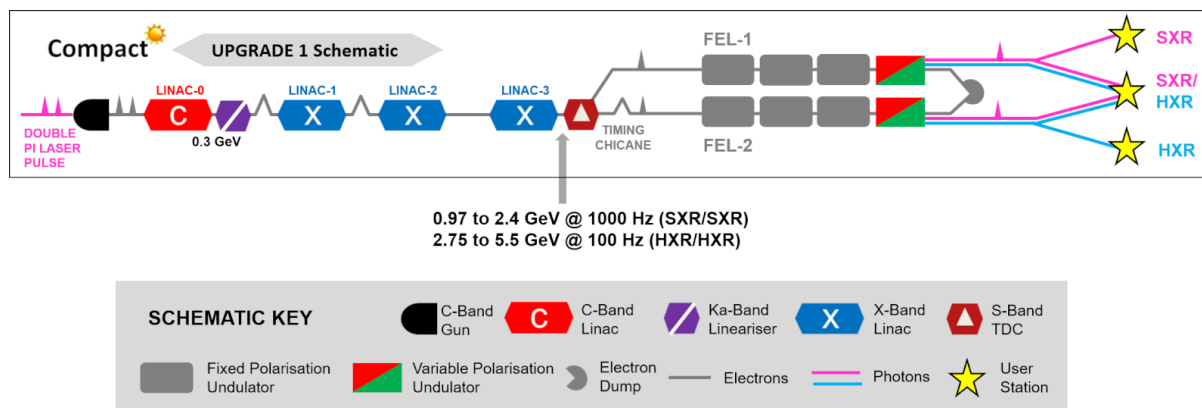 Compact
UPGRADE 1 Schematic
FEL-1
SXR
LINAC-0
LINAC-1
LINAC-2
LINAC-3
C
X
X
X
SXR/
HXR
DOUBLE
PI LASER
PULSE
0.3 GeV
TIMING
CHICANE
FEL-2
HXR
0.97 to 2.4 GeV @ 1000 Hz (SXR/SXR)
2.75 to 5.5 GeV @ 100 Hz (HXR/HXR)
SCHEMATIC KEY
C-Band
Gun
C
C-Band
Linac
Ka-Band
Lineariser
X
X-Band
Linac
S-Band
TDC
Fixed Polarisation
Undulator
Variable Polarisation
Undulator
Electron
Dump
Electrons
Photons
User
Station